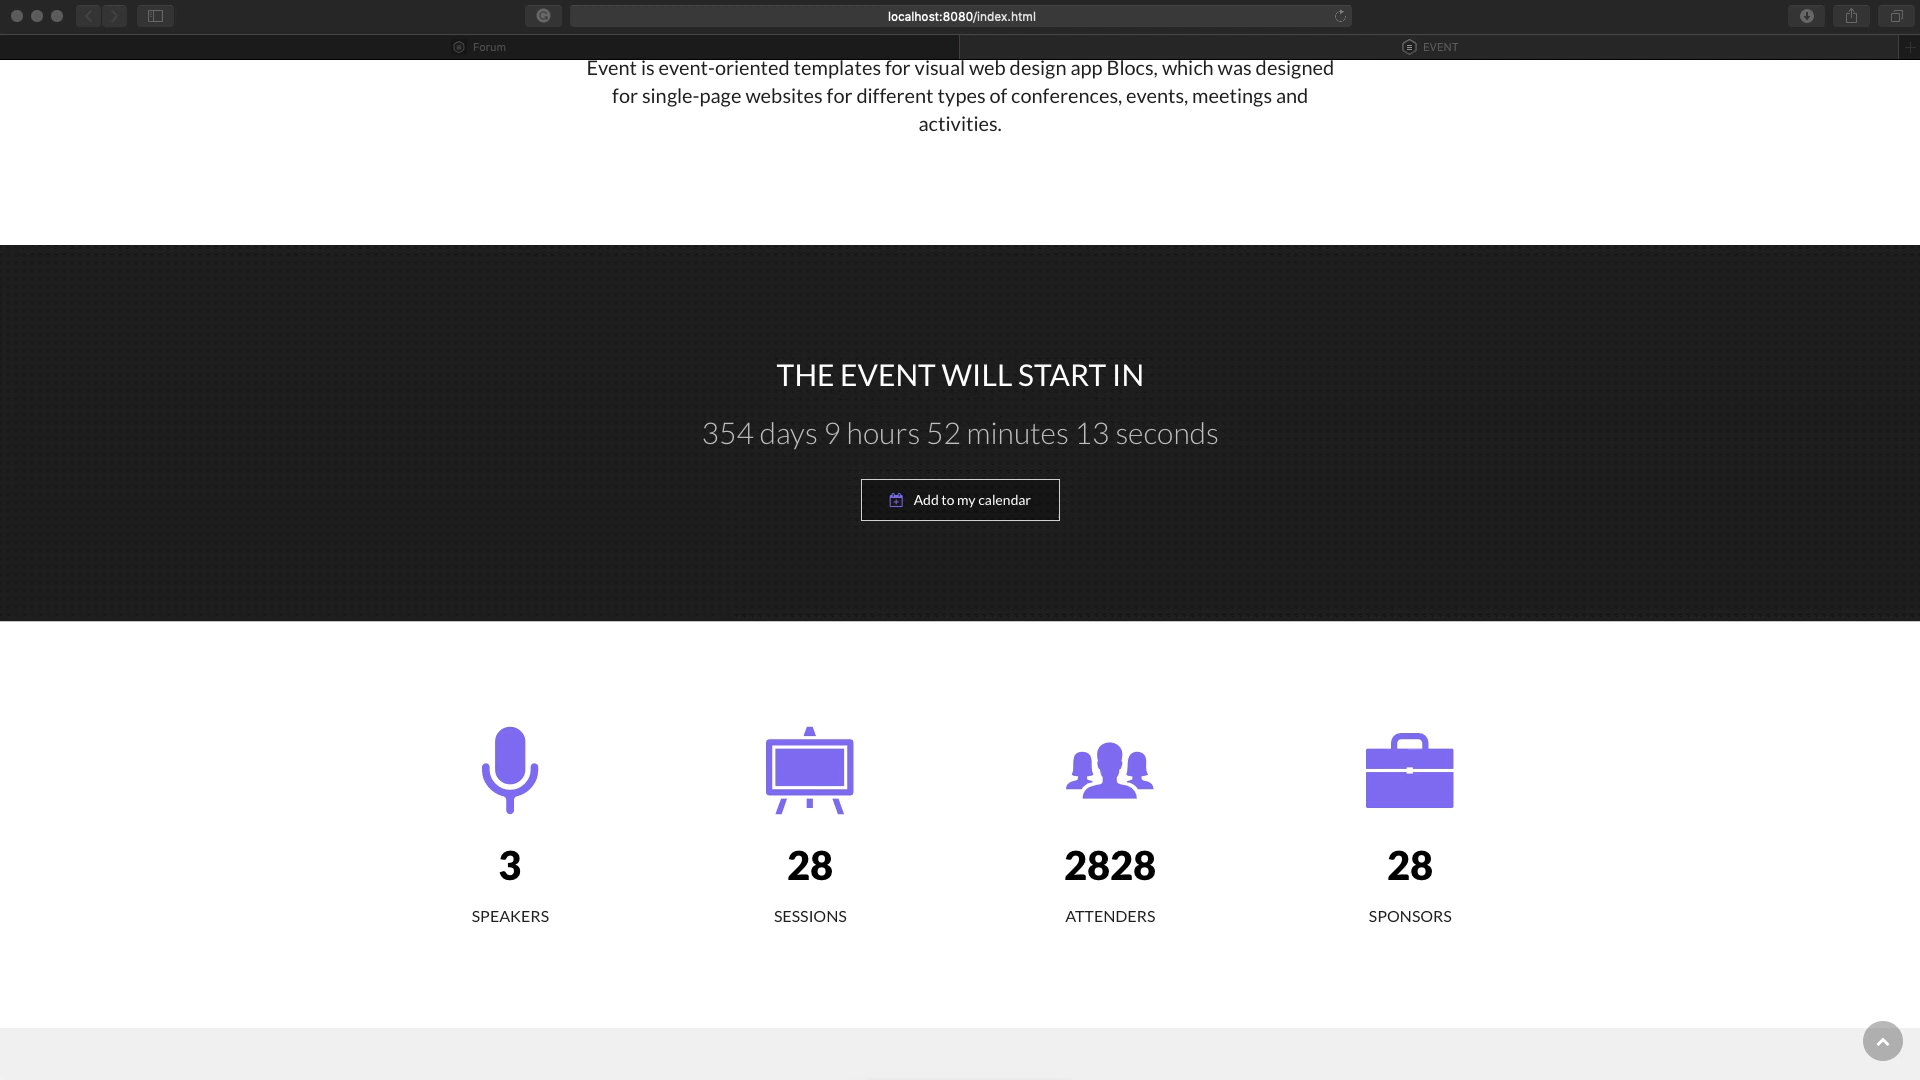 localhost:8080/index.html
Forum
EVENT
Event is event-oriented templates for visual web design app Blocs, which was designed
for single-page websites for different types of conferences, events, meetings and
activities.
THE EVENT WILL START IN
354 days 9 hours 52 minutes 13 seconds
Add to my calendar
3
28
2828
28
SPEAKERS
SESSIONS
ATTENDERS
SPONSORS